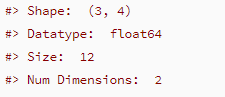 #> Shape:  (3, 4)
#> Datatype:  float64
#> Size:  12
#> Num Dimensions:  2